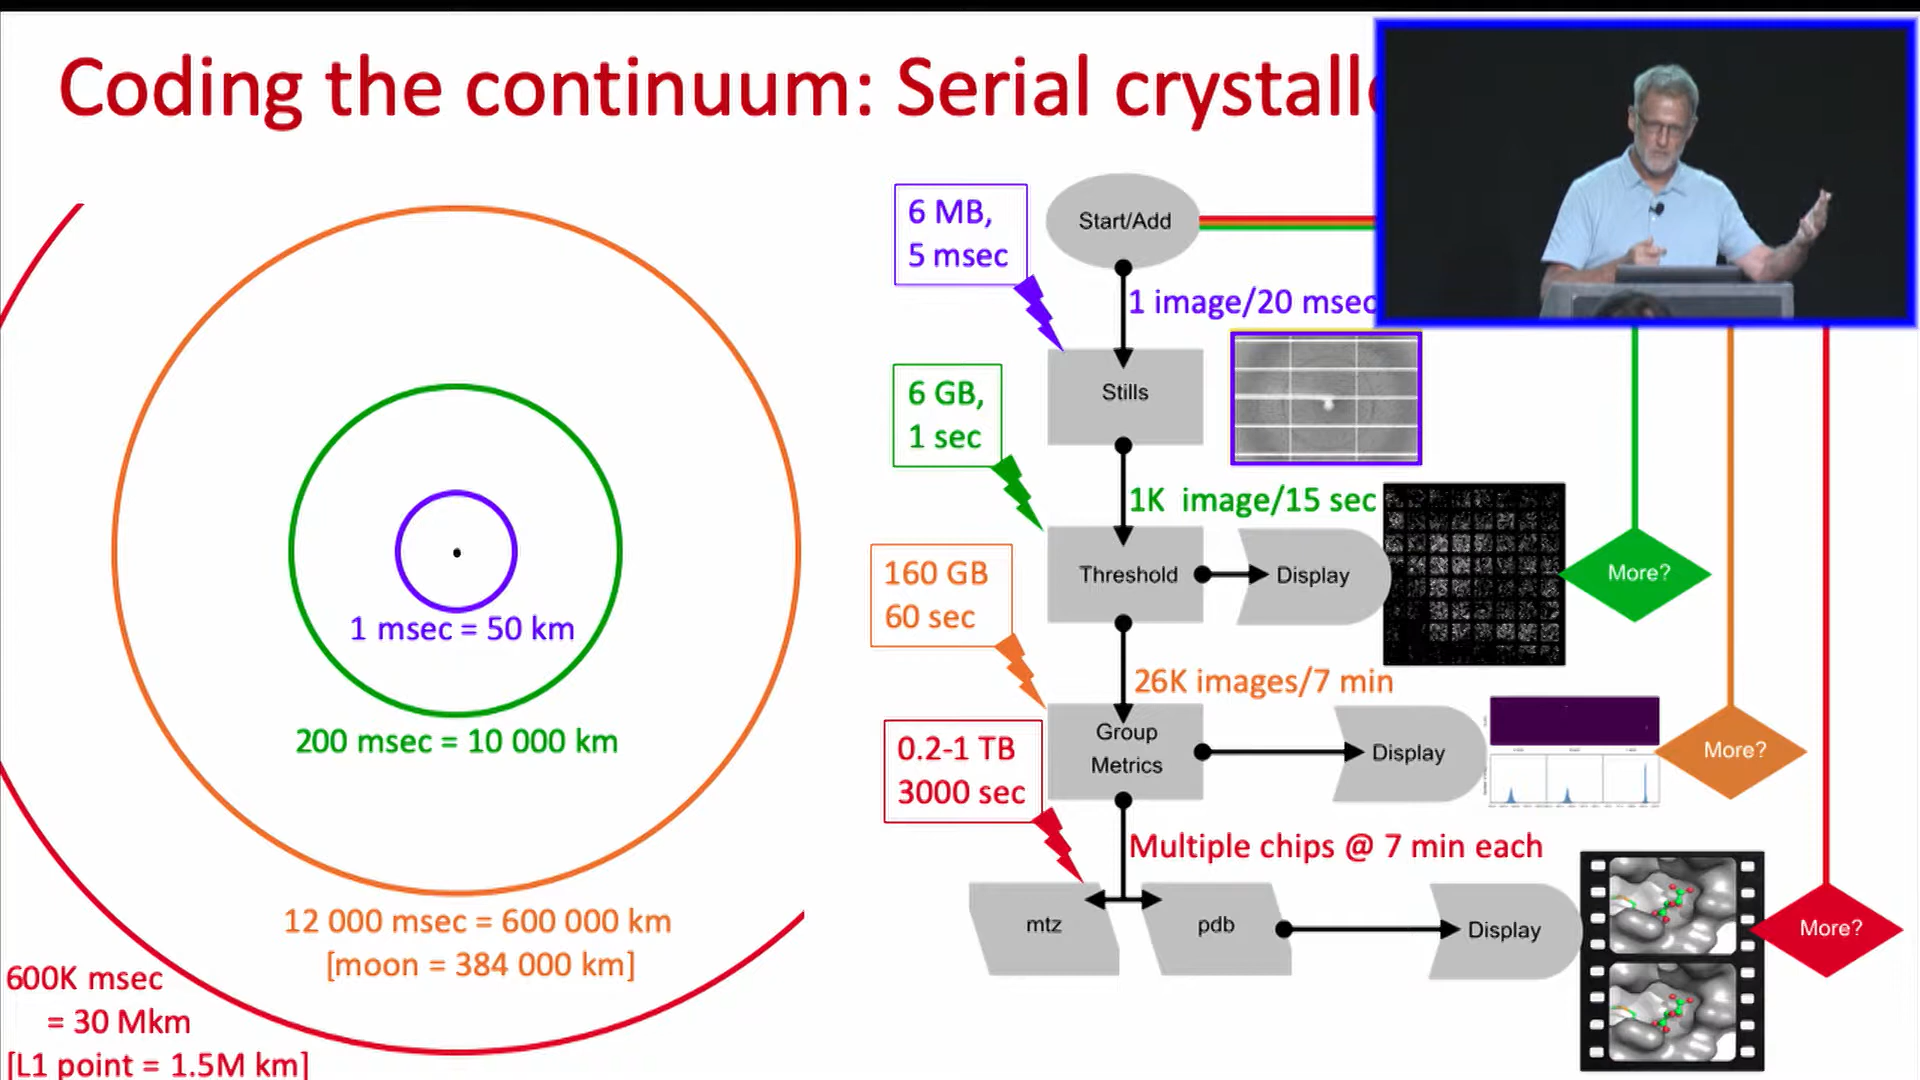 Coding the continuum: Serial
6 MB,
5 msec
Start/Add
1 image/20 msec
Stills
6 GB,
1 sec
1K image/15 sec
Threshold
Display
More?
160 GB
60 sec
26K images/7 min
Group
Metrics
Display
More?
0.2-1 TB
3000 sec
Multiple chips @ 7 min each
mtz
pdb
Display
More?
1 msec = 50 km
200 msec = 10 000 km
12 000 msec = 600 000 km
[moon = 384 000 km]
600K msec
= 30 Mkm
[L1 point = 1.5M km]